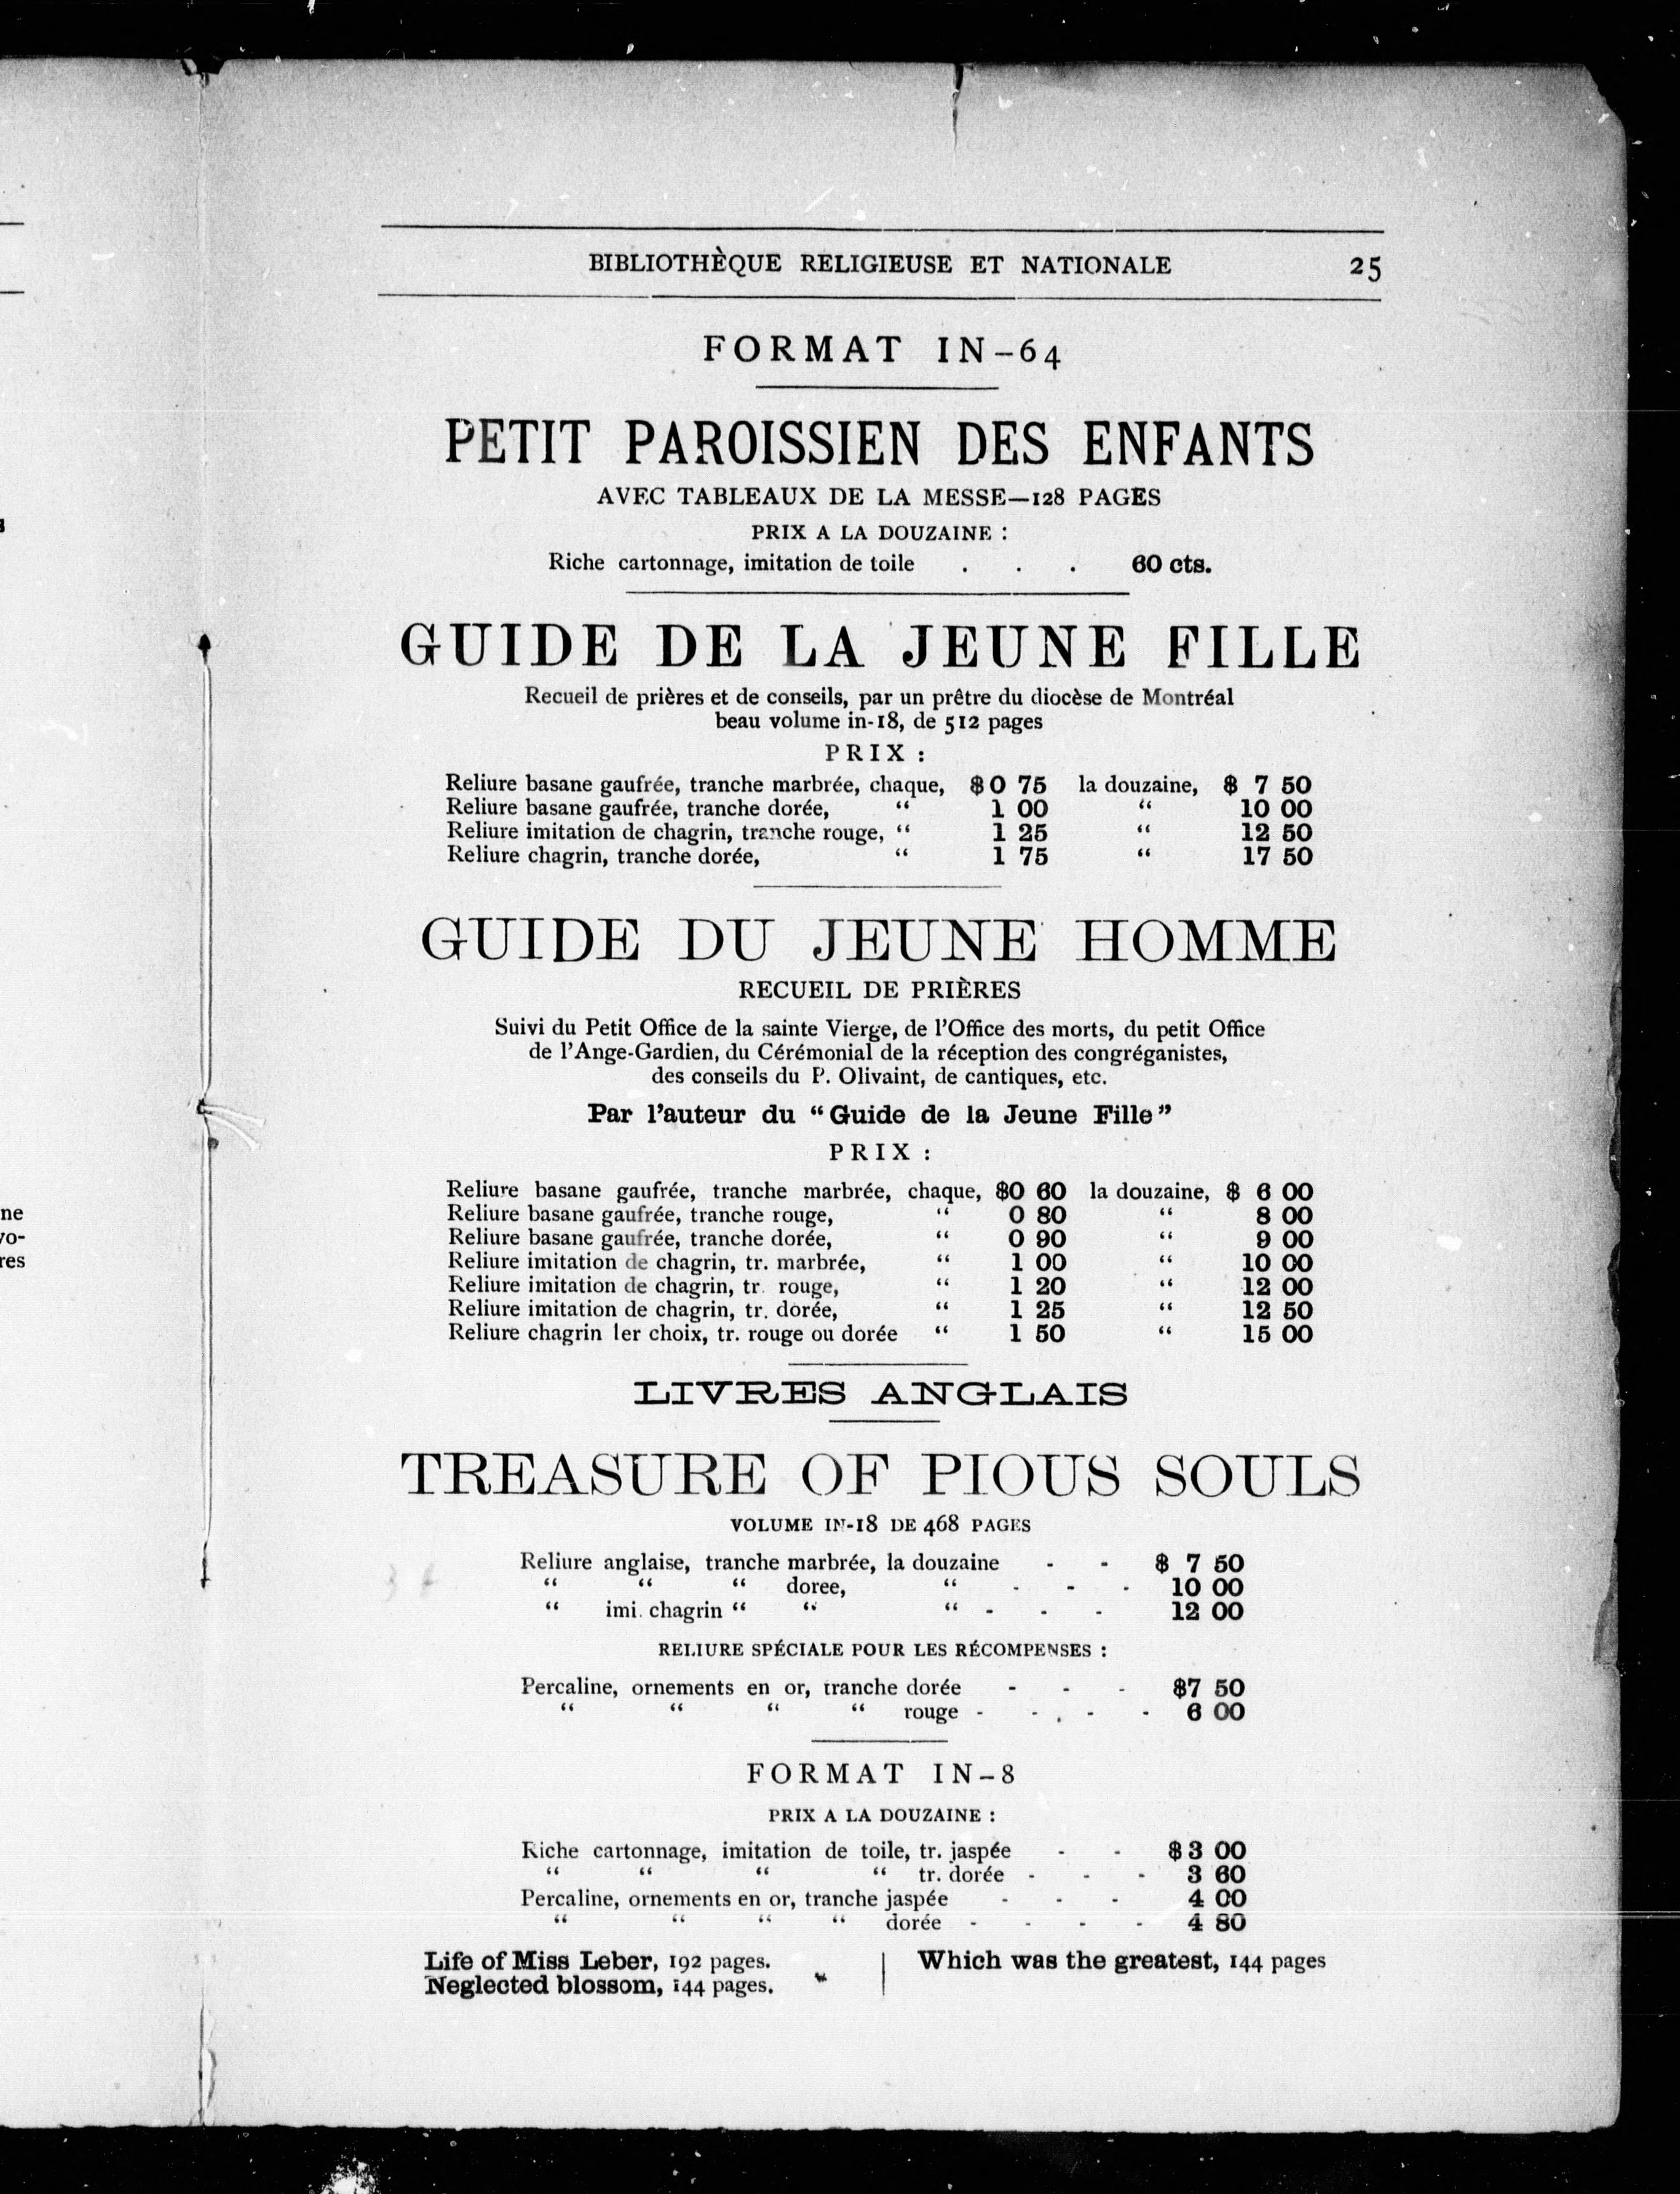 BIBLIOTHÈQUE RELIGIEUSE ET NATIONALE 25
FORMAT IN-64
PETIT PAROISSIEN DES ENFANTS
AVEC TABLEAUX DE LA MESSE—128 PAGES
PRIX A LA DOUZAINE :
Riche cartonnage, imitation de toile . . . 60 cts.
GUIDE DE LA JEUNE FILLE
Recueil de prières et de conseils, par un prêtre du diocèse de Montréal
beau volume in-18, de 512 pages
PRIX :
Reliure basane gaufrée, tranche marbrée, chaque, $0 75 la douzaine, $ 7 50
Reliure basane gaufrée, tranche dorée, “ 1 00 “ 10 00
Reliure imitation de chagrin, tranche rouge, “ 1 25 “ 12 50
Reliure chagrin, tranche dorée, “ 1 75 “ 17 50
GUIDE DU JEUNE HOMME
RECUEIL DE PRIÈRES
Suivi du Petit Office de la sainte Vierge, de l'Office des morts, du petit Office
de l'Ange-Gardien, du Cérémonial de la réception des congréganistes,
des conseils du P. Olivaint, de cantiques, etc.
Par l'auteur du “Guide de la Jeune Fille”
PRIX :
Reliure basane gaufrée, tranche marbrée, chaque, $0 60 la douzaine, $ 6 00
Reliure basane gaufrée, tranche rouge, “ 0 80 “ 8 00
Reliure basane gaufrée, tranche dorée, “ 0 90 “ 9 00
Reliure imitation de chagrin, tr. marbrée, “ 1 00 “ 10 00
Reliure imitation de chagrin, tr. rouge, “ 1 20 “ 12 00
Reliure imitation de chagrin, tr. dorée, “ 1 25 “ 12 50
Reliure chagrin 1er choix, tr. rouge ou dorée “ 1 50 “ 15 00
LIVRES ANGLAIS
TREASURE OF PIOUS SOULS
VOLUME IN-18 DE 468 PAGES
Reliure anglaise, tranche marbrée, la douzaine - - $ 7 50
“ “ “ doree, “ - - - 10 00
“ imi. chagrin “ “ “ - - - 12 00
RELIURE SPÉCIALE POUR LES RÉCOMPENSES :
Percaline, ornements en or, tranche dorée - - - $7 50
“ “ “ “ rouge - - - - 6 00
FORMAT IN-8
PRIX A LA DOUZAINE :
Riche cartonnage, imitation de toile, tr. jaspée - - $3 00
“ “ “ “ tr. dorée - - - 3 60
Percaline, ornements en or, tranche jaspée - - - 4 00
“ “ “ “ dorée - - - - 4 80
Life of Miss Leber, 192 pages. | Which was the greatest, 144 pages
Neglected blossom, 144 pages.
ne
vo-
res